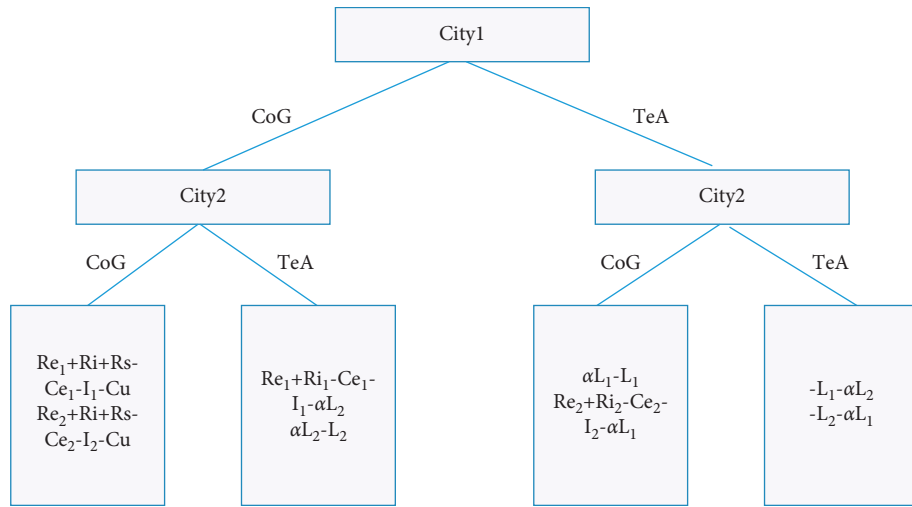 City1
CoG
TeA
City2
City2
CoG
TeA
CoG
TeA
Re₁+Ri+Rs-
Ce₁-I₁-Cu
Re₂+Ri+Rs-
Ce₂-I₂-Cu
Re₁+Ri₁-Ce₁-
I₁-αL₂
αL₂-L₂
αL₁-L₁
Re₂+Ri₂-Ce₂-
I₂-αL₁
-L₁-αL₂
-L₂-αL₁